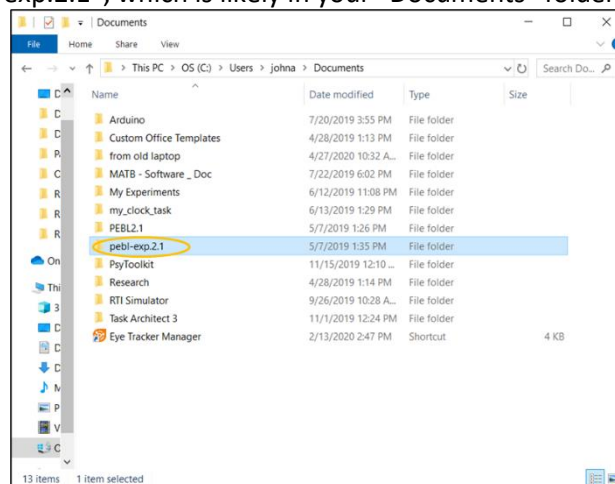 exp.2.1", which is likely in your "Documents" folder
Documents
File Home Share View
This PC > OS (C:) > Users > johna > Documents
Search Do...
Name Date modified Type Size
Arduino 7/20/2019 3:55 PM File folder
Custom Office Templates 4/28/2019 1:13 PM File folder
from old laptop 4/27/2020 10:32 A... File folder
MATB - Software _ Doc 7/22/2019 6:02 PM File folder
My Experiments 6/12/2019 11:08 PM File folder
my_clock_task 6/13/2019 1:29 PM File folder
PEBL2.1 5/7/2019 1:26 PM File folder
pebl-exp.2.1 5/7/2019 1:35 PM File folder
PsyToolkit 11/15/2019 12:10 ... File folder
Research 4/28/2019 1:14 PM File folder
RTI Simulator 9/26/2019 10:28 A... File folder
Task Architect 3 11/1/2019 12:24 PM File folder
Eye Tracker Manager 2/13/2020 2:47 PM Shortcut 4 KB
D
D
D
C
R
R
R
On
Thi
3
D
D
D
P
V
13 items 1 item selected